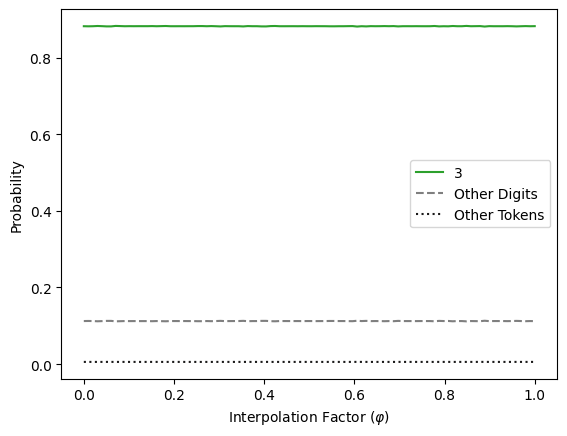 0.8
0.6
0.4
0.2
0.0
Probability
3
Other Digits
Other Tokens
0.0 0.2 0.4 0.6 0.8 1.0
Interpolation Factor (φ)